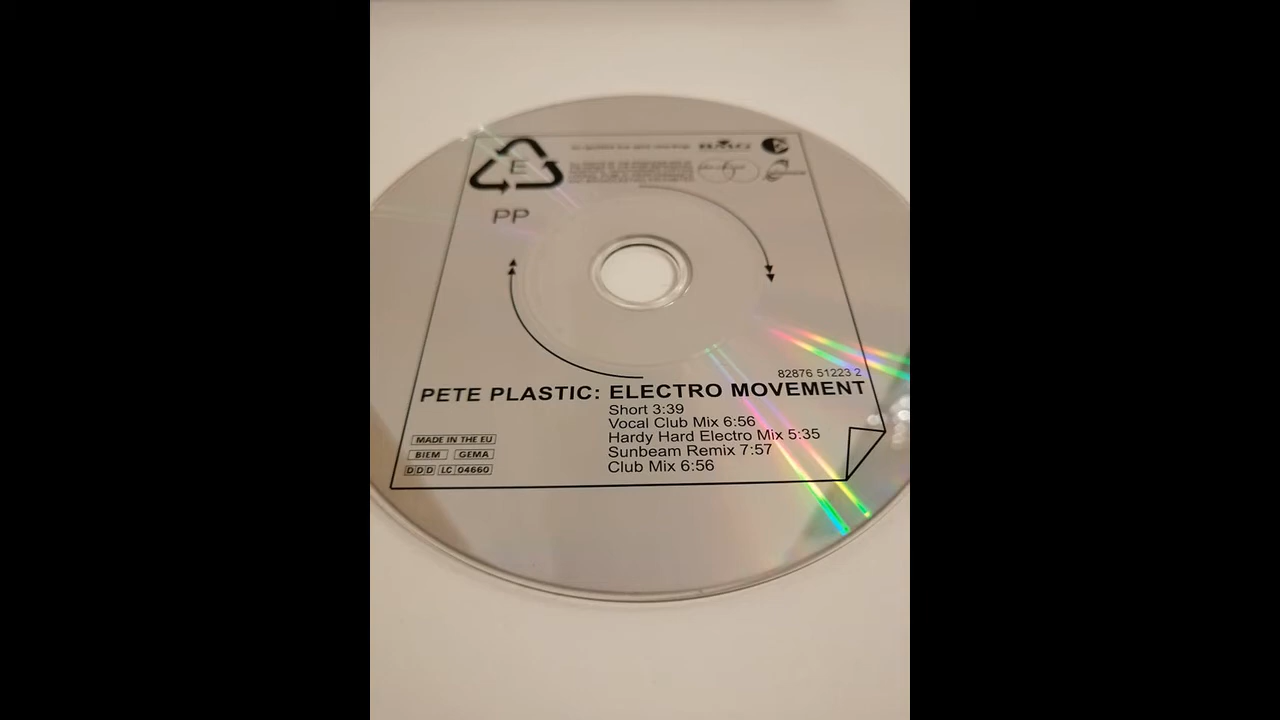 E
BMG
PP
82876 51223 2
PETE PLASTIC: ELECTRO MOVEMENT
Short 3:39
Vocal Club Mix 6:56
Hardy Hard Electro Mix 5:35
Sunbeam Remix 7:57
Club Mix 6:56
MADE IN THE EU
BIEM GEMA
DDD LC 04660